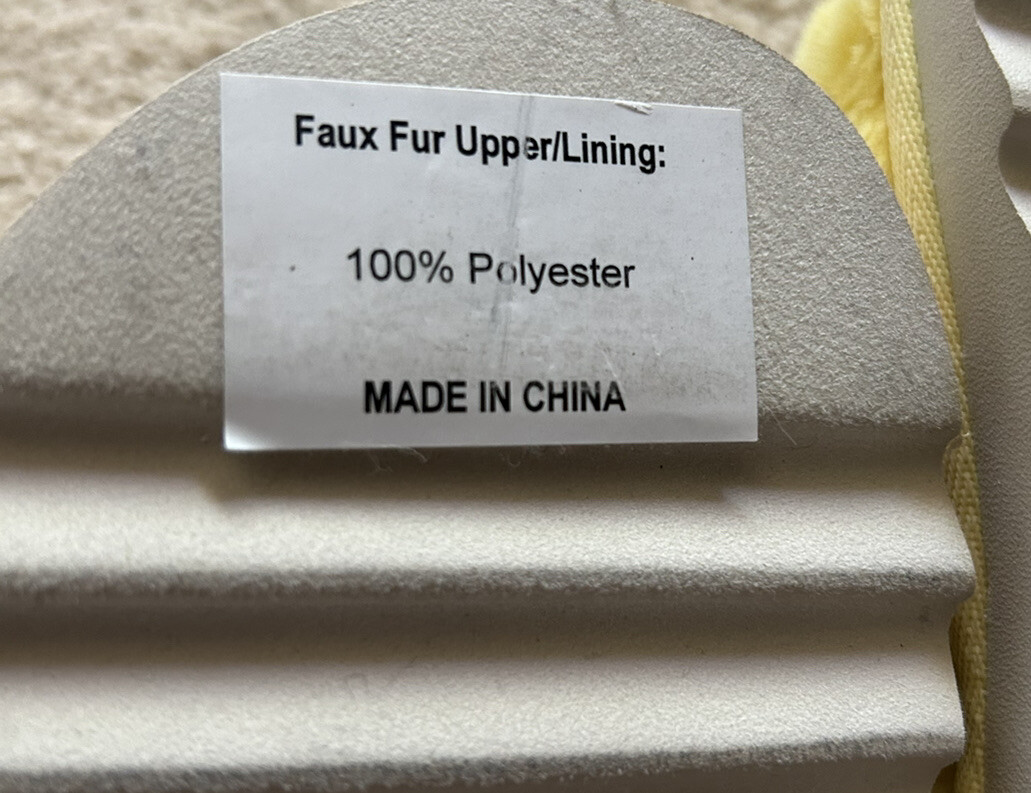 Faux Fur Upper/Lining:
100% Polyester
MADE IN CHINA